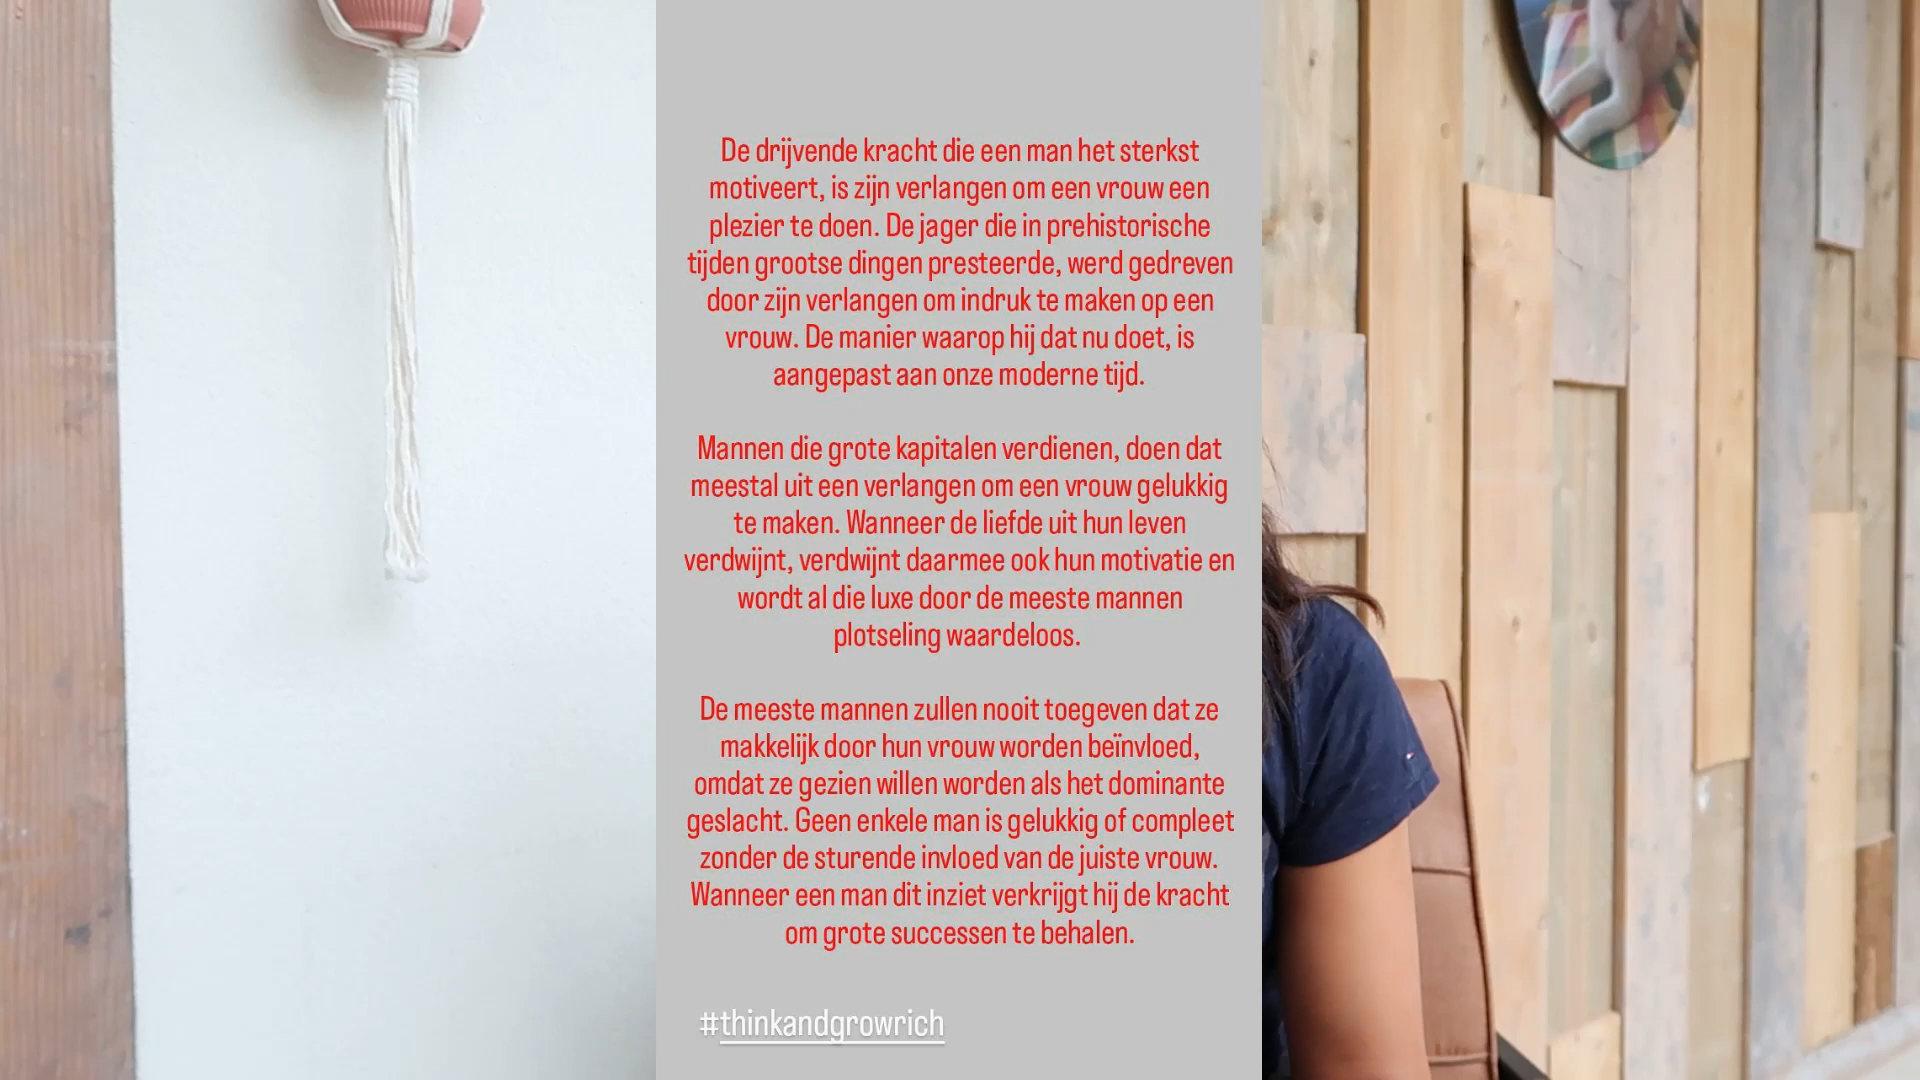 De drijvende kracht die een man het sterkst
motiveert, is zijn verlangen om een vrouw een
plezier te doen. De jager die in prehistorische
tijden grootse dingen presteerde, werd gedreven
door zijn verlangen om indruk te maken op een
vrouw. De manier waarop hij dat nu doet, is
aangepast aan onze moderne tijd.
Mannen die grote kapitalen verdienen, doen dat
meestal uit een verlangen om een vrouw gelukkig
te maken. Wanneer de liefde uit hun leven
verdwijnt, verdwijnt daarmee ook hun motivatie en
wordt al die luxe door de meeste mannen
plotseling waardeloos.
De meeste mannen zullen nooit toegeven dat ze
makkelijk door hun vrouw worden beïnvloed,
omdat ze gezien willen worden als het dominante
geslacht. Geen enkele man is gelukkig of compleet
zonder de sturende invloed van de juiste vrouw.
Wanneer een man dit inziet verkrijgt hij de kracht
om grote successen te behalen.
#thinkandgrowrich